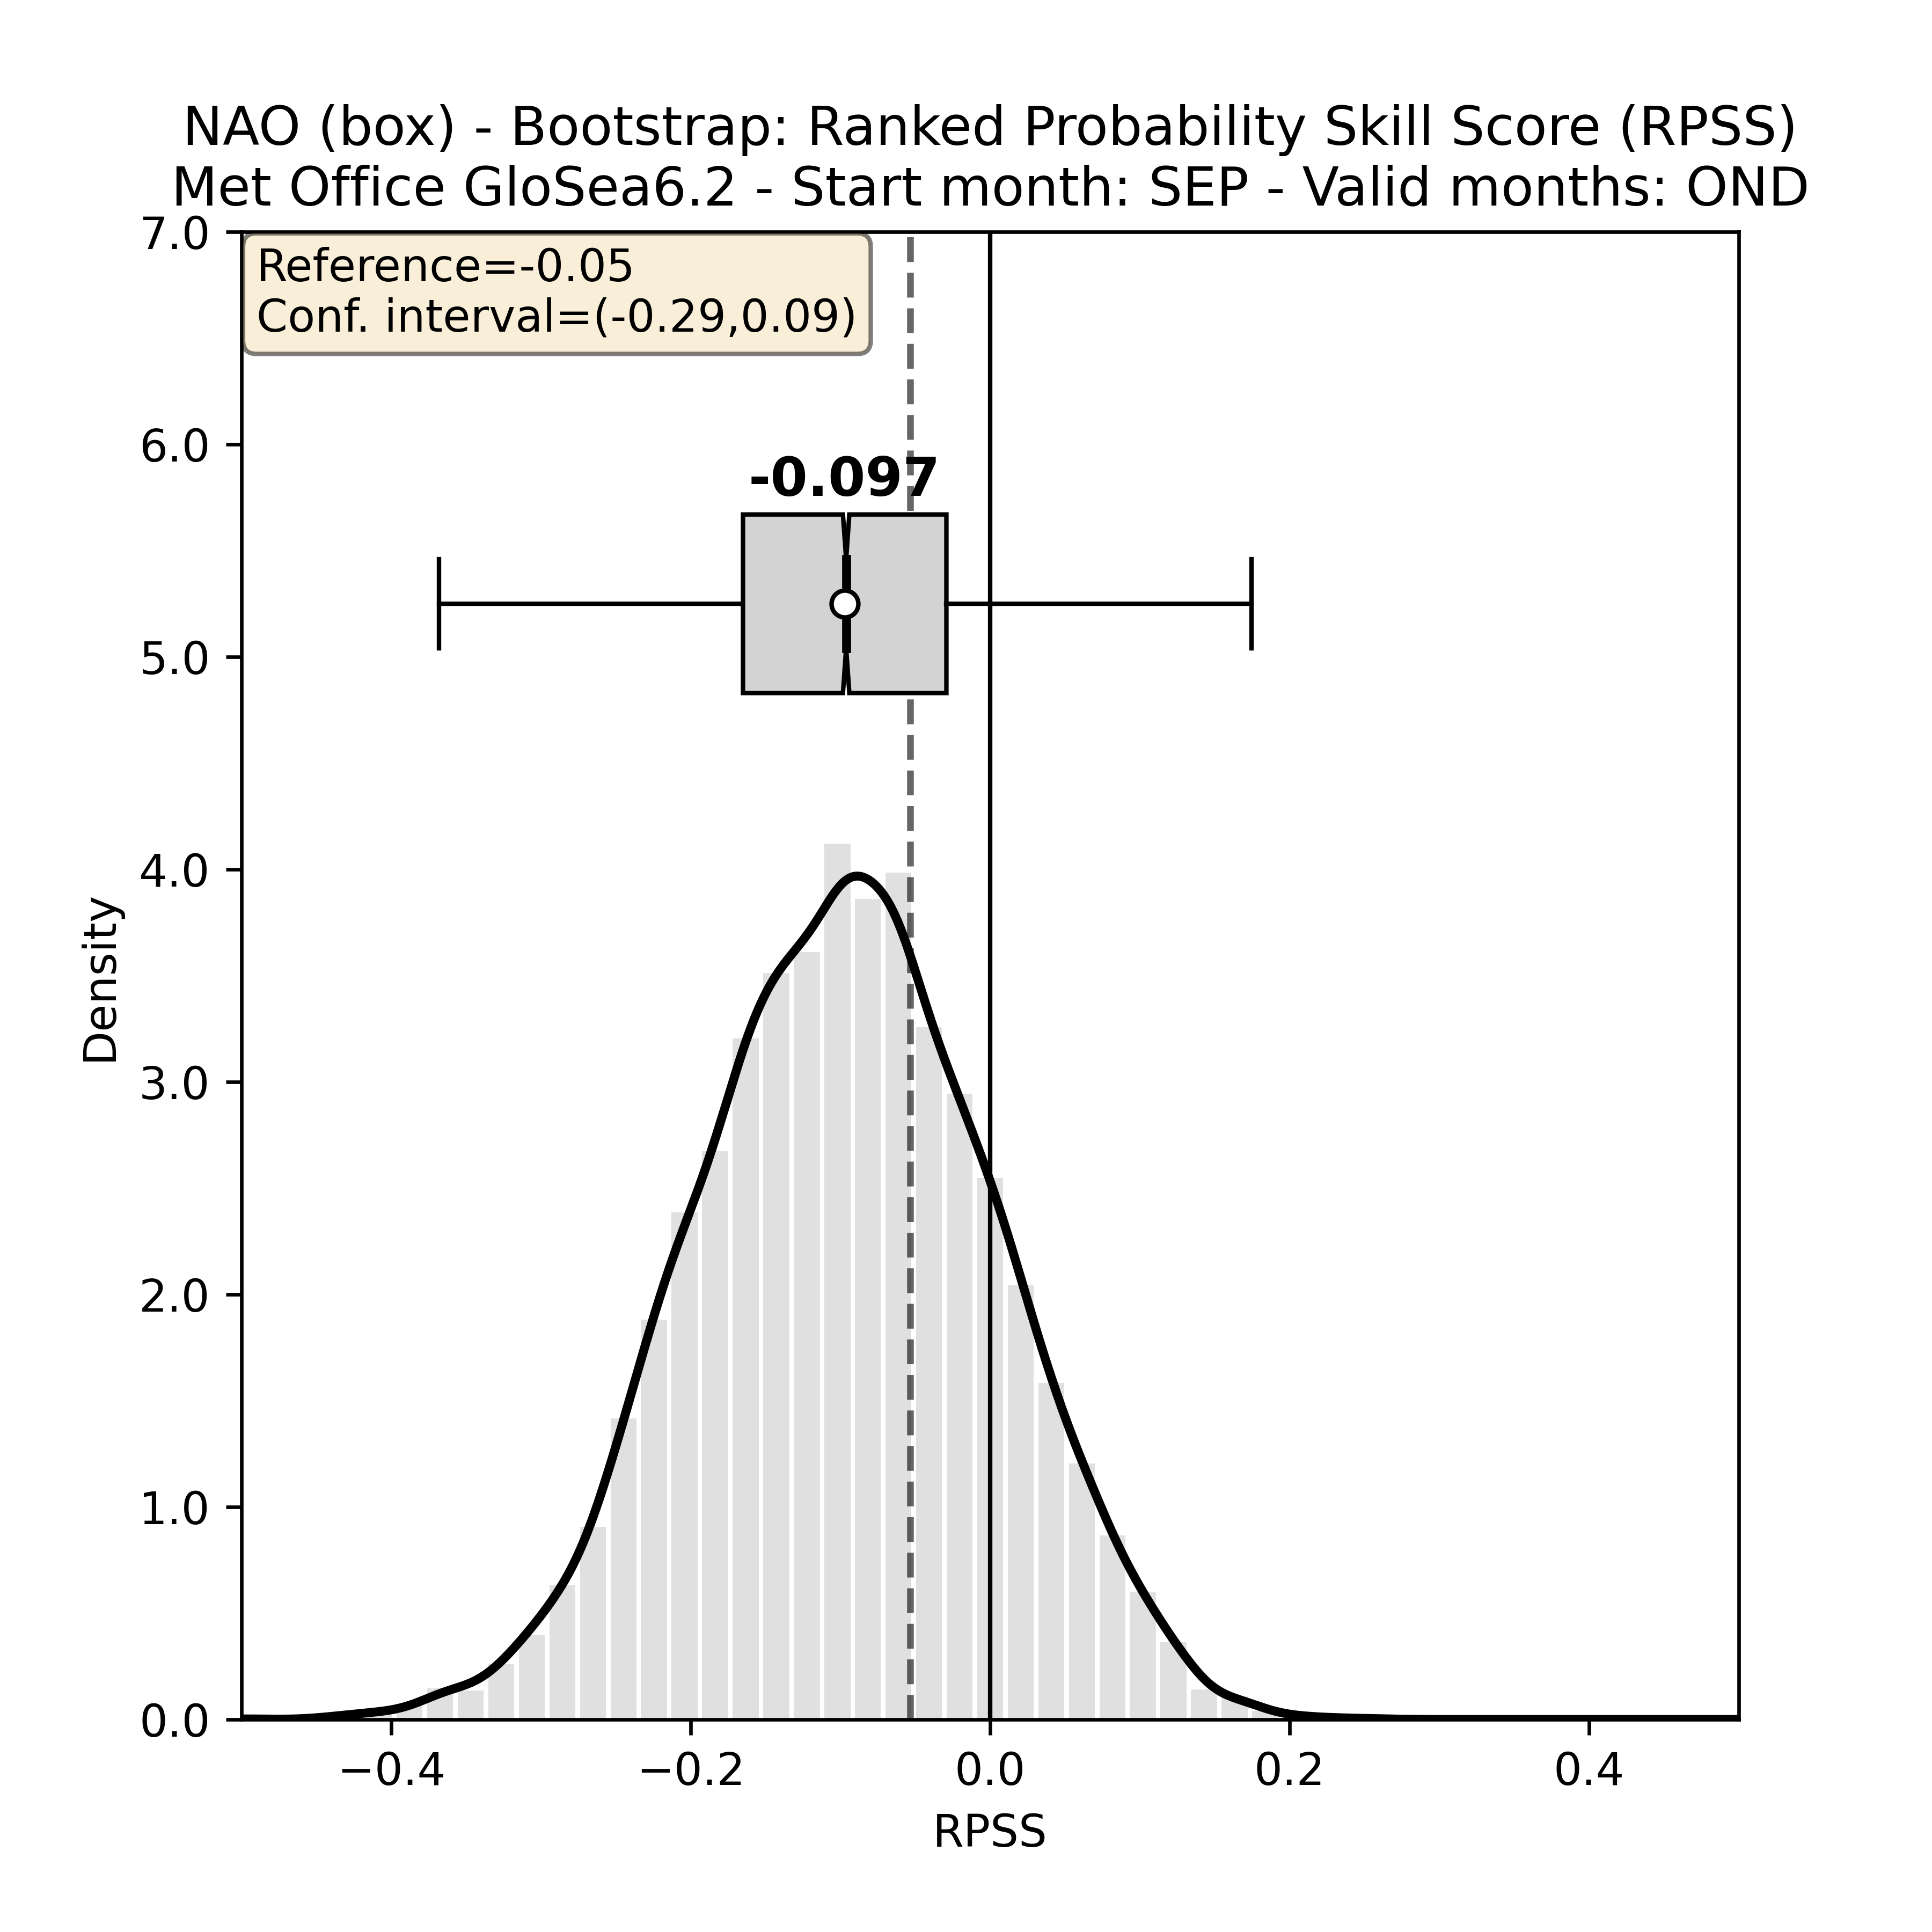 NAO (box) - Bootstrap: Ranked Probability Skill Score (RPSS)
Met Office GloSea6.2 - Start month: SEP - Valid months: OND
Reference=-0.05
Conf. interval=(-0.29,0.09)
-0.097
7.0
6.0
5.0
4.0
3.0
2.0
1.0
0.0
Density
−0.4 −0.2 0.0 0.2 0.4
RPSS